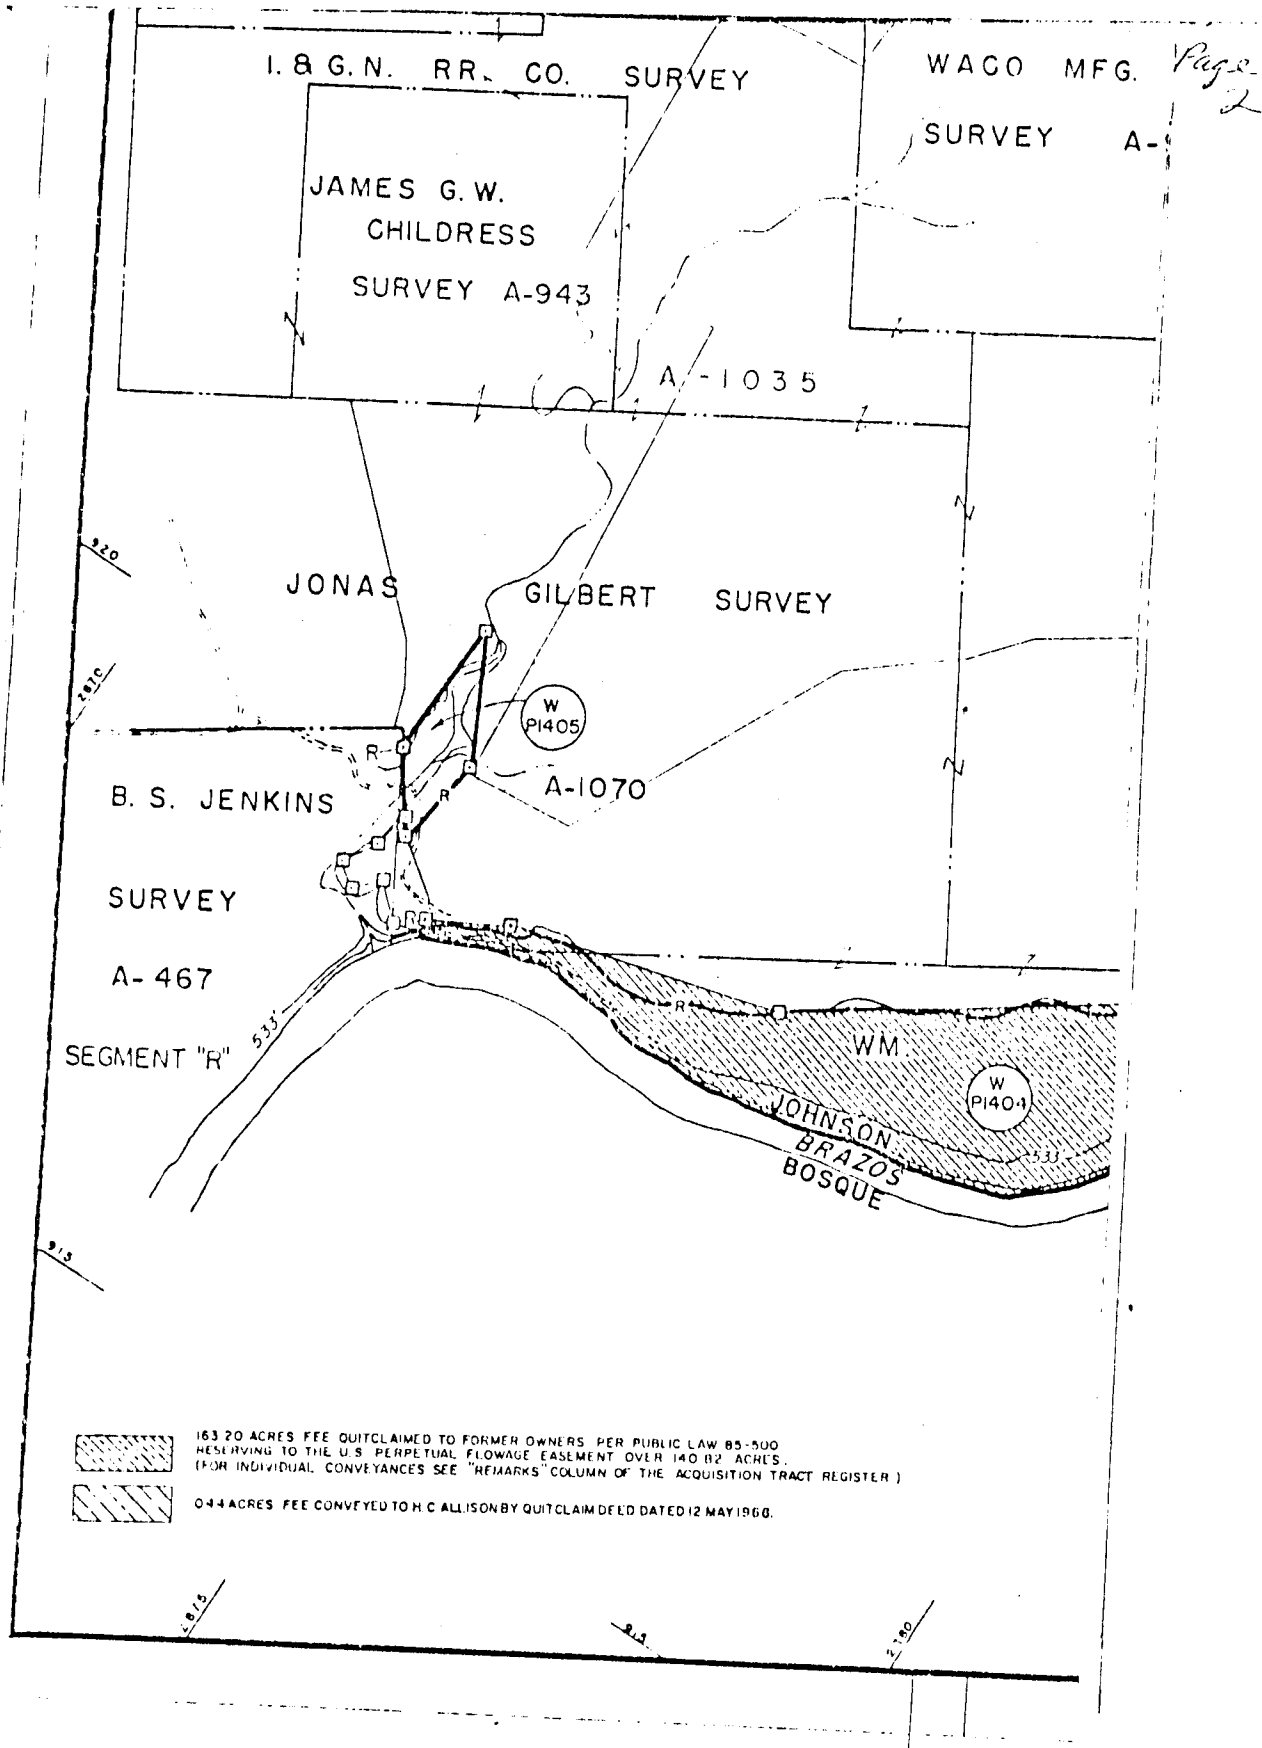 Page
2
I. & G.N. RR. CO. SURVEY
WACO MFG.
SURVEY A-
JAMES G.W.
CHILDRESS
SURVEY A-943
A-1035
920
JONAS GILBERT SURVEY
2870
W
P1405
R
A-1070
R
B. S. JENKINS
SURVEY
R
A-467
533'
SEGMENT "R"
R
WM.
W
P1404
JOHNSON
533
BRAZOS
BOSQUE
915
163.20 ACRES FEE QUITCLAIMED TO FORMER OWNERS PER PUBLIC LAW 85-500
RESERVING TO THE U.S. PERPETUAL FLOWAGE EASEMENT OVER 140.82 ACRES.
(FOR INDIVIDUAL CONVEYANCES SEE "REMARKS" COLUMN OF THE ACQUISITION TRACT REGISTER)
0.44 ACRES FEE CONVEYED TO H C ALLISON BY QUITCLAIM DEED DATED 12 MAY 1966.